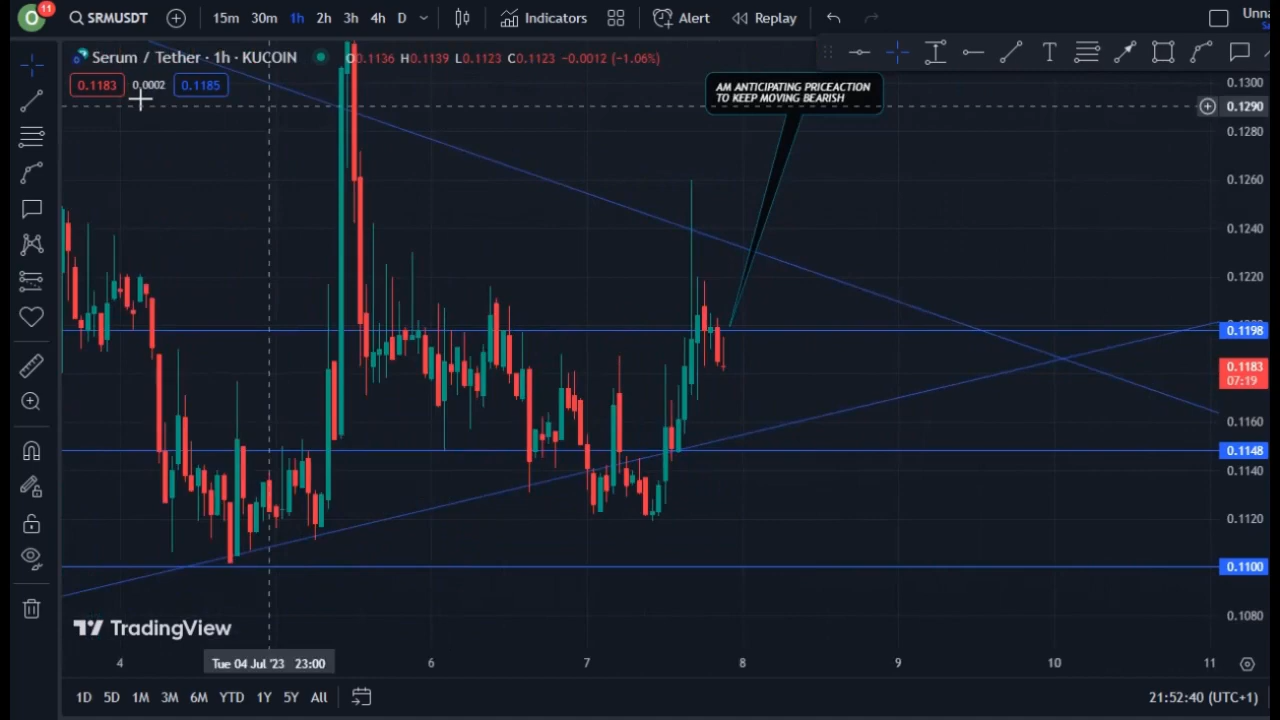 O
11
SRMUSDT
15m 30m 1h 2h 3h 4h D
Indicators
Alert
Replay
Unna
Serum / Tether · 1h · KUCOIN
O0.1136 H0.1139 L0.1123 C0.1123 -0.0012 (-1.06%)
0.1183
0.0002
0.1185
AM ANTICIPATING PRICEACTION
TO KEEP MOVING BEARISH
0.1300
0.1290
0.1280
0.1260
0.1240
0.1220
0.1198
0.1183
07:19
0.1160
0.1148
0.1140
0.1120
0.1100
0.1080
TradingView
4
Tue 04 Jul '23 23:00
6
7
8
9
10
11
1D 5D 1M 3M 6M YTD 1Y 5Y All
21:52:40 (UTC+1)